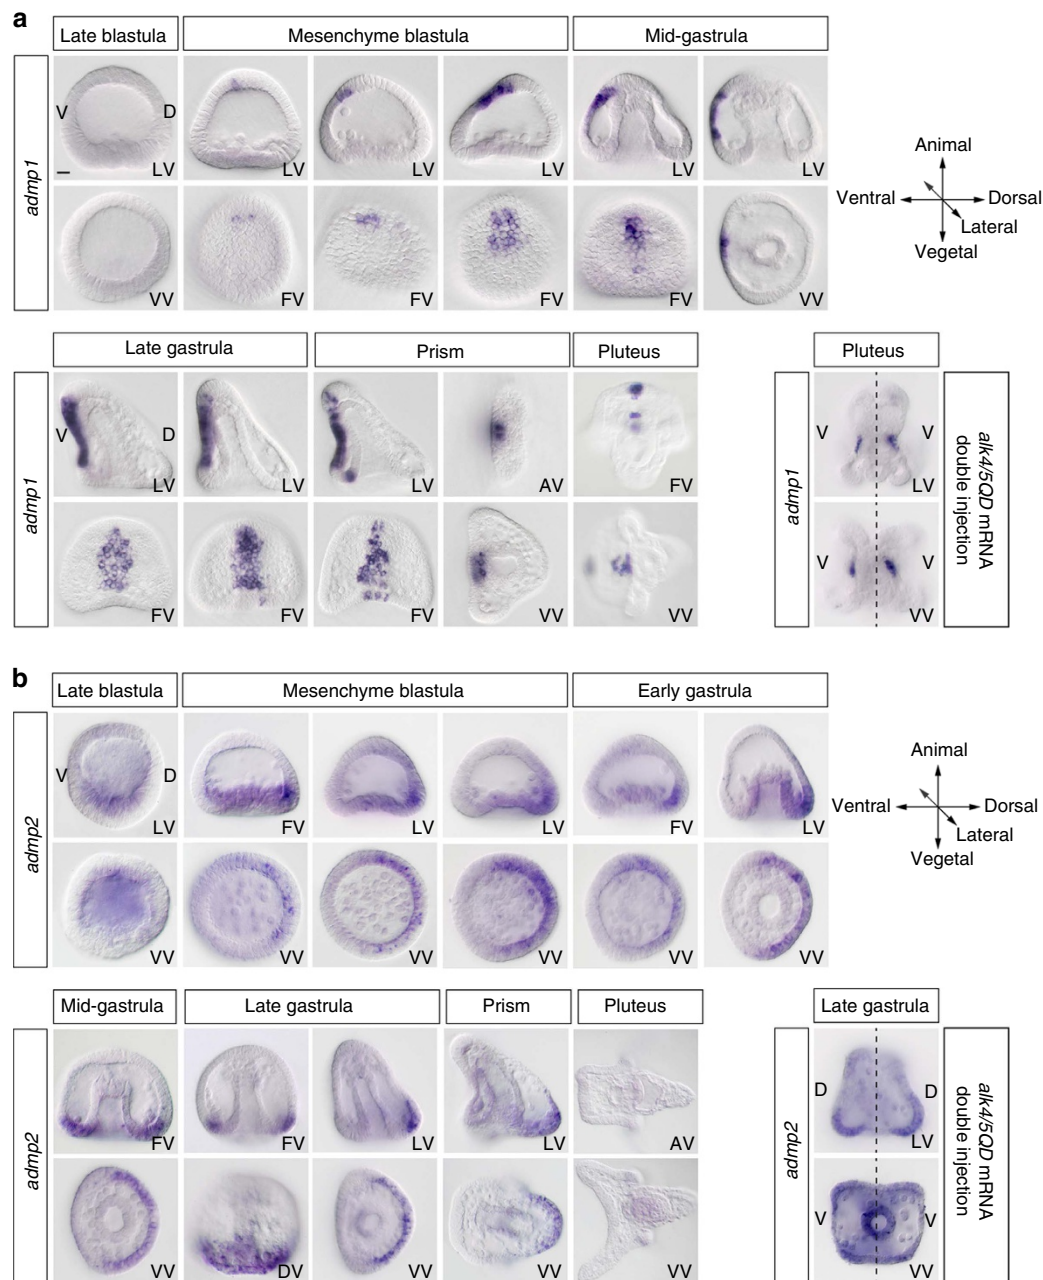 a
Late blastula Mesenchyme blastula Mid-gastrula
admp1
V D
LV LV LV LV LV LV
VV FV FV FV FV VV
Animal
Ventral Dorsal
Lateral
Vegetal
Late gastrula Prism Pluteus
admp1
V D
LV LV LV AV FV
FV FV FV VV VV
Pluteus
admp1
V V
LV
V V
VV
alk4/5QD mRNA
double injection
b
Late blastula Mesenchyme blastula Early gastrula
admp2
V D
LV FV LV LV FV LV
VV VV VV VV VV VV
Animal
Ventral Dorsal
Lateral
Vegetal
Mid-gastrula Late gastrula Prism Pluteus
admp2
FV FV LV LV AV
VV DV VV VV VV
Late gastrula
admp2
D D
LV
V V
VV
alk4/5QD mRNA
double injection